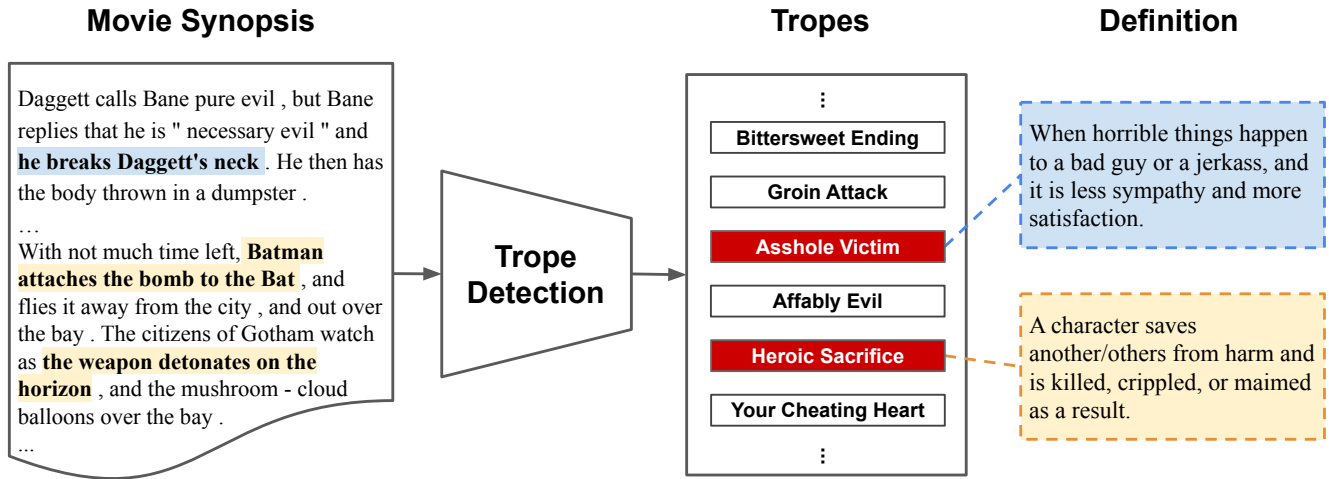 Movie Synopsis
Daggett calls Bane pure evil , but Bane
replies that he is " necessary evil " and
he breaks Daggett's neck . He then has
the body thrown in a dumpster .
…
With not much time left, Batman
attaches the bomb to the Bat , and
flies it away from the city , and out over
the bay . The citizens of Gotham watch
as the weapon detonates on the
horizon , and the mushroom - cloud
balloons over the bay .
...
Trope
Detection
Tropes
⋮
Bittersweet Ending
Groin Attack
Asshole Victim
Affably Evil
Heroic Sacrifice
Your Cheating Heart
⋮
Definition
When horrible things happen
to a bad guy or a jerkass, and
it is less sympathy and more
satisfaction.
A character saves
another/others from harm and
is killed, crippled, or maimed
as a result.